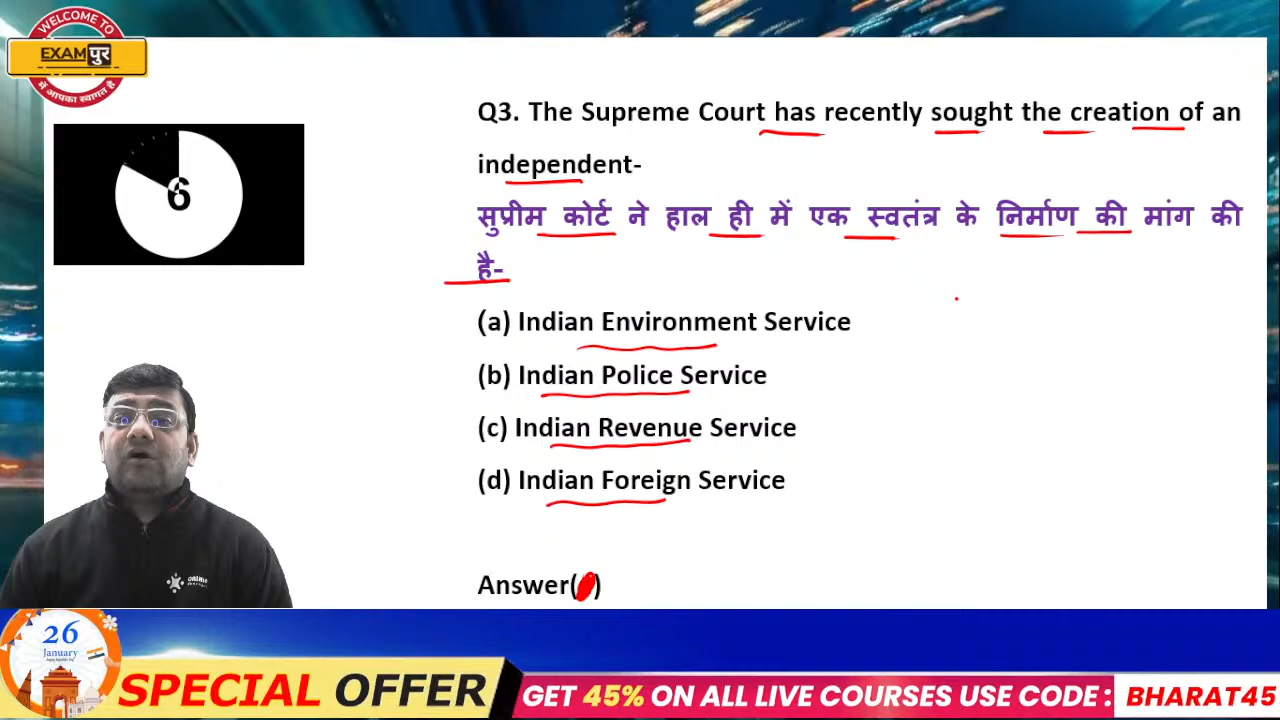 WELCOME TO
EXAMपुर
में आपका स्वागत है
6
Q3. The Supreme Court has recently sought the creation of an
independent-
सुप्रीम कोर्ट ने हाल ही में एक स्वतंत्र के निर्माण की मांग की
है-
(a) Indian Environment Service
(b) Indian Police Service
(c) Indian Revenue Service
(d) Indian Foreign Service
Answer( )
26
January
SPECIAL OFFER
GET 45% ON ALL LIVE COURSES USE CODE : BHARAT45